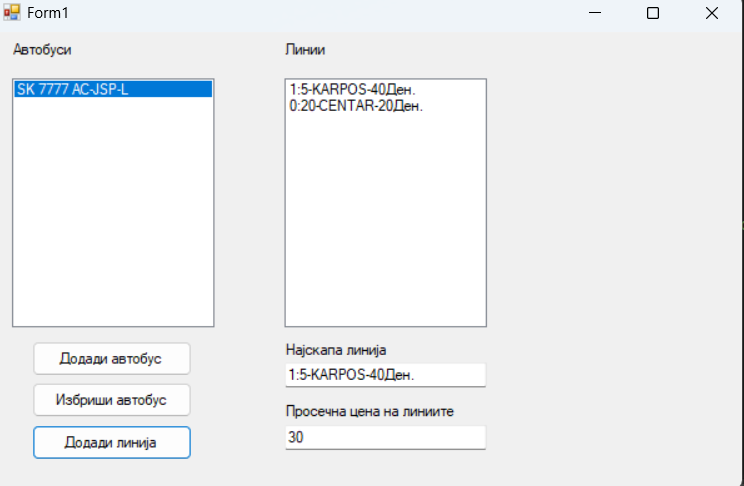 Form1
Автобуси
Линии
SK 7777 AC-JSP-L
1:5-KARPOS-40Ден.
0:20-CENTAR-20Ден.
Додади автобус
Избриши автобус
Додади линија
Најскапа линија
1:5-KARPOS-40Ден.
Просечна цена на линиите
30